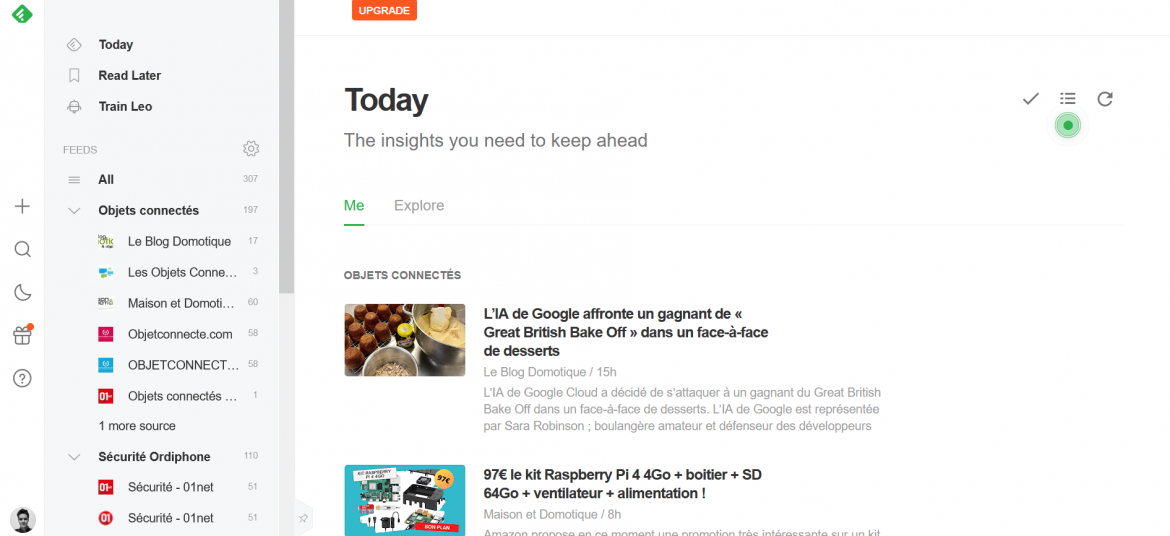 UPGRADE
Today
Read Later
Train Leo
FEEDS
All 307
Objets connectés 197
Le Blog Domotique 17
Les Objets Conne... 3
Maison et Domoti... 60
Objetconnecte.com 58
OBJETCONNECT... 58
Objets connectés ... 1
1 more source
Sécurité Ordiphone 110
Sécurité - 01net 51
Sécurité - 01net 51
Today
The insights you need to keep ahead
Me Explore
OBJETS CONNECTÉS
L'IA de Google affronte un gagnant de «
Great British Bake Off » dans un face-à-face
de desserts
Le Blog Domotique / 15h
L'IA de Google Cloud a décidé de s'attaquer à un gagnant du Great British
Bake Off dans un face-à-face de desserts. L'IA de Google est représentée
par Sara Robinson ; boulangère amateur et défenseur des développeurs
KIT RASPBERRY
PI 4 4GO
97€
BON PLAN
97€ le kit Raspberry Pi 4 4Go + boitier + SD
64Go + ventilateur + alimentation !
Maison et Domotique / 8h
Amazon propose en ce moment une promotion très intéressante sur un kit